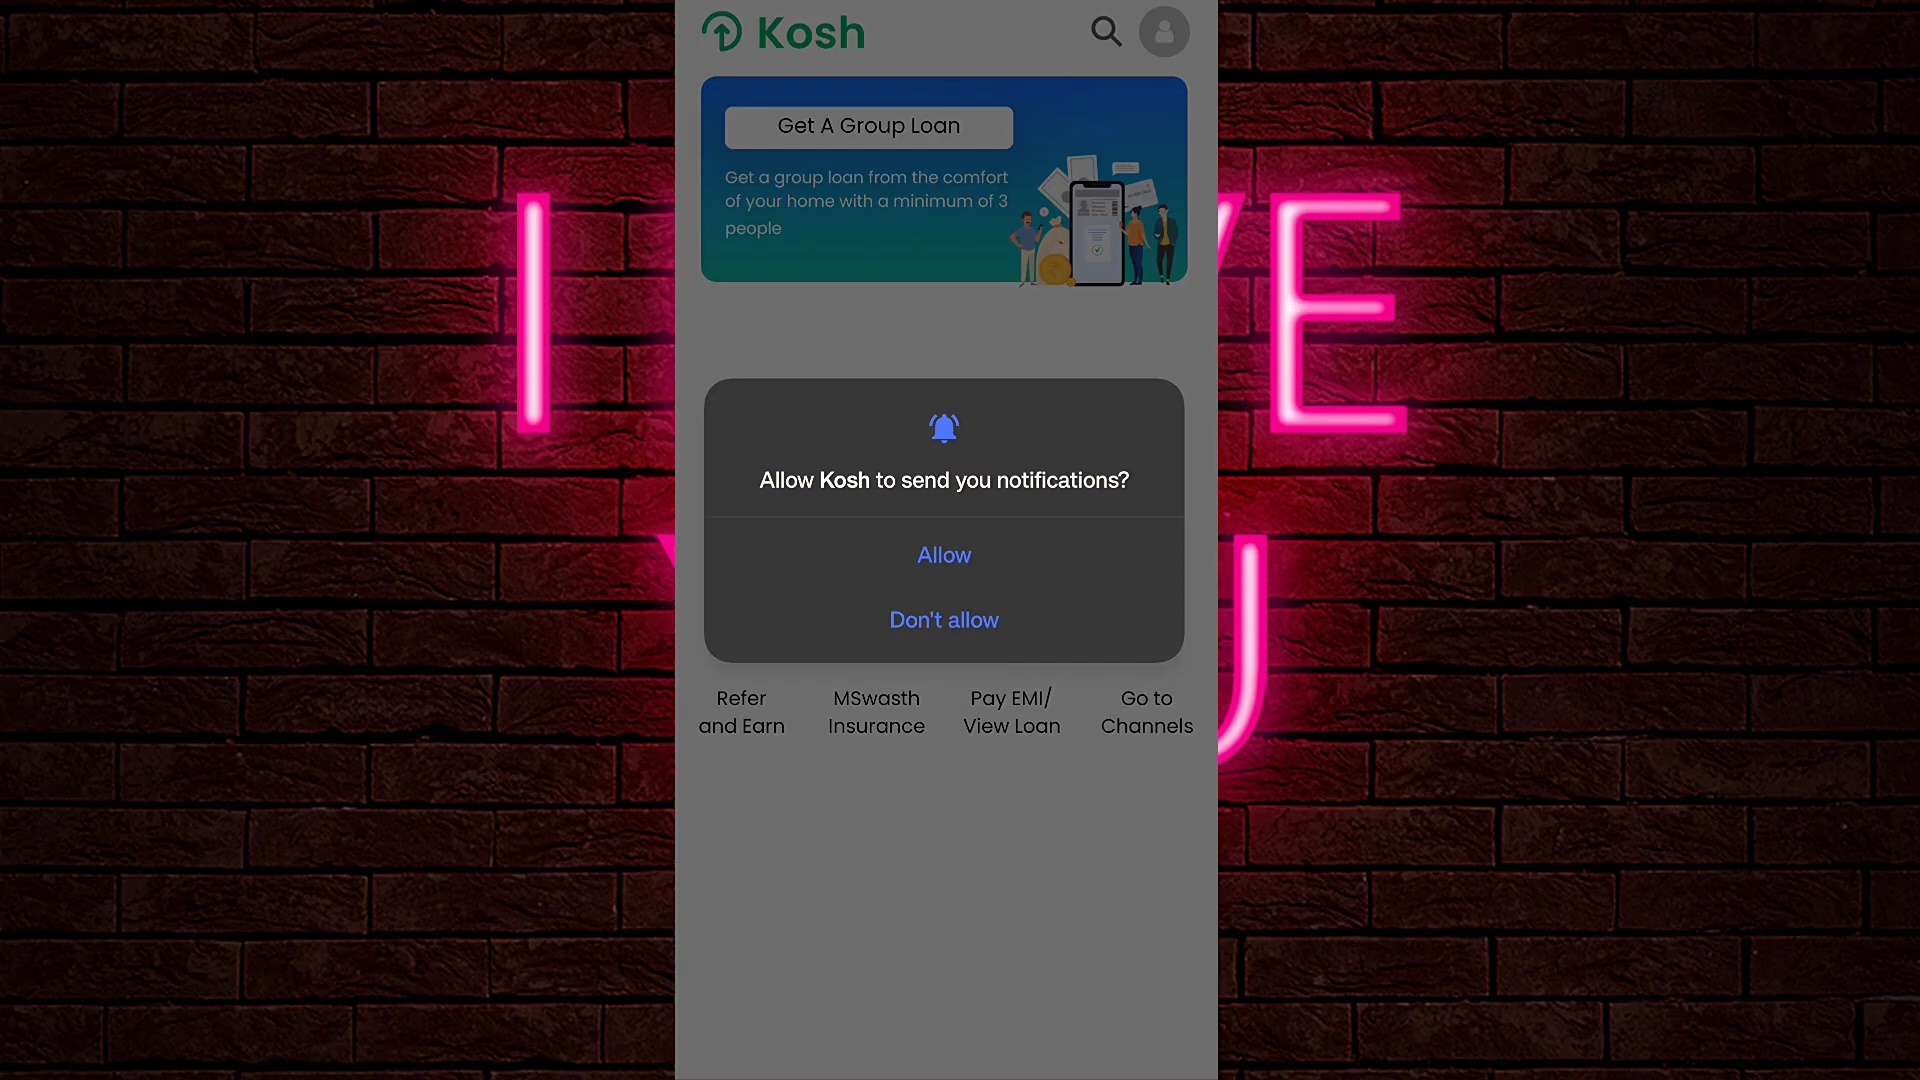 Kosh
Get A Group Loan
Get a group loan from the comfort
of your home with a minimum of 3
people
I
E
Allow Kosh to send you notifications?
Allow
Don't allow
Refer
and Earn
MSwasth
Insurance
Pay EMI/
View Loan
Go to
Channels